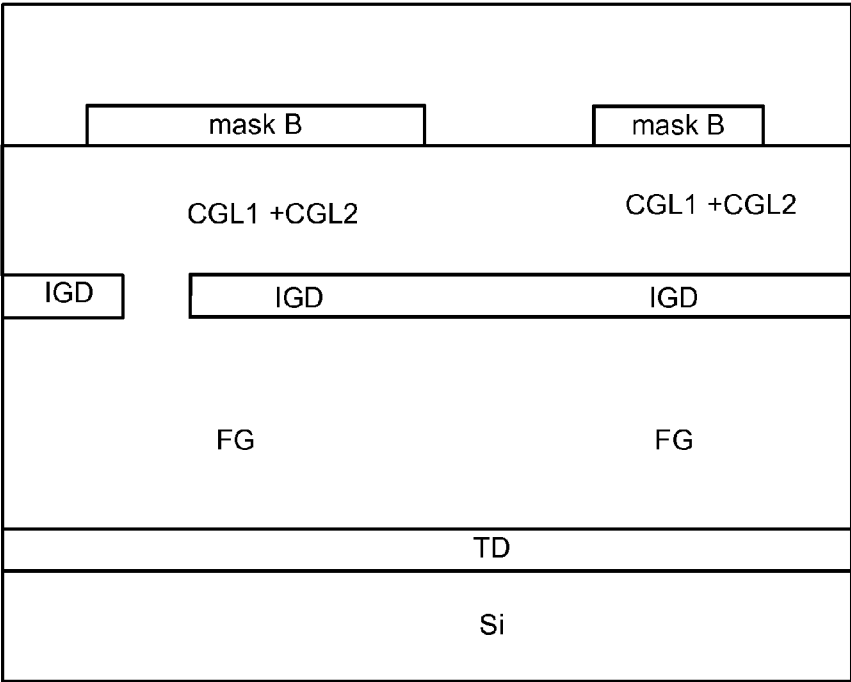 mask B
mask B
CGL1 +CGL2
CGL1 +CGL2
IGD
IGD
IGD
FG
FG
TD
Si